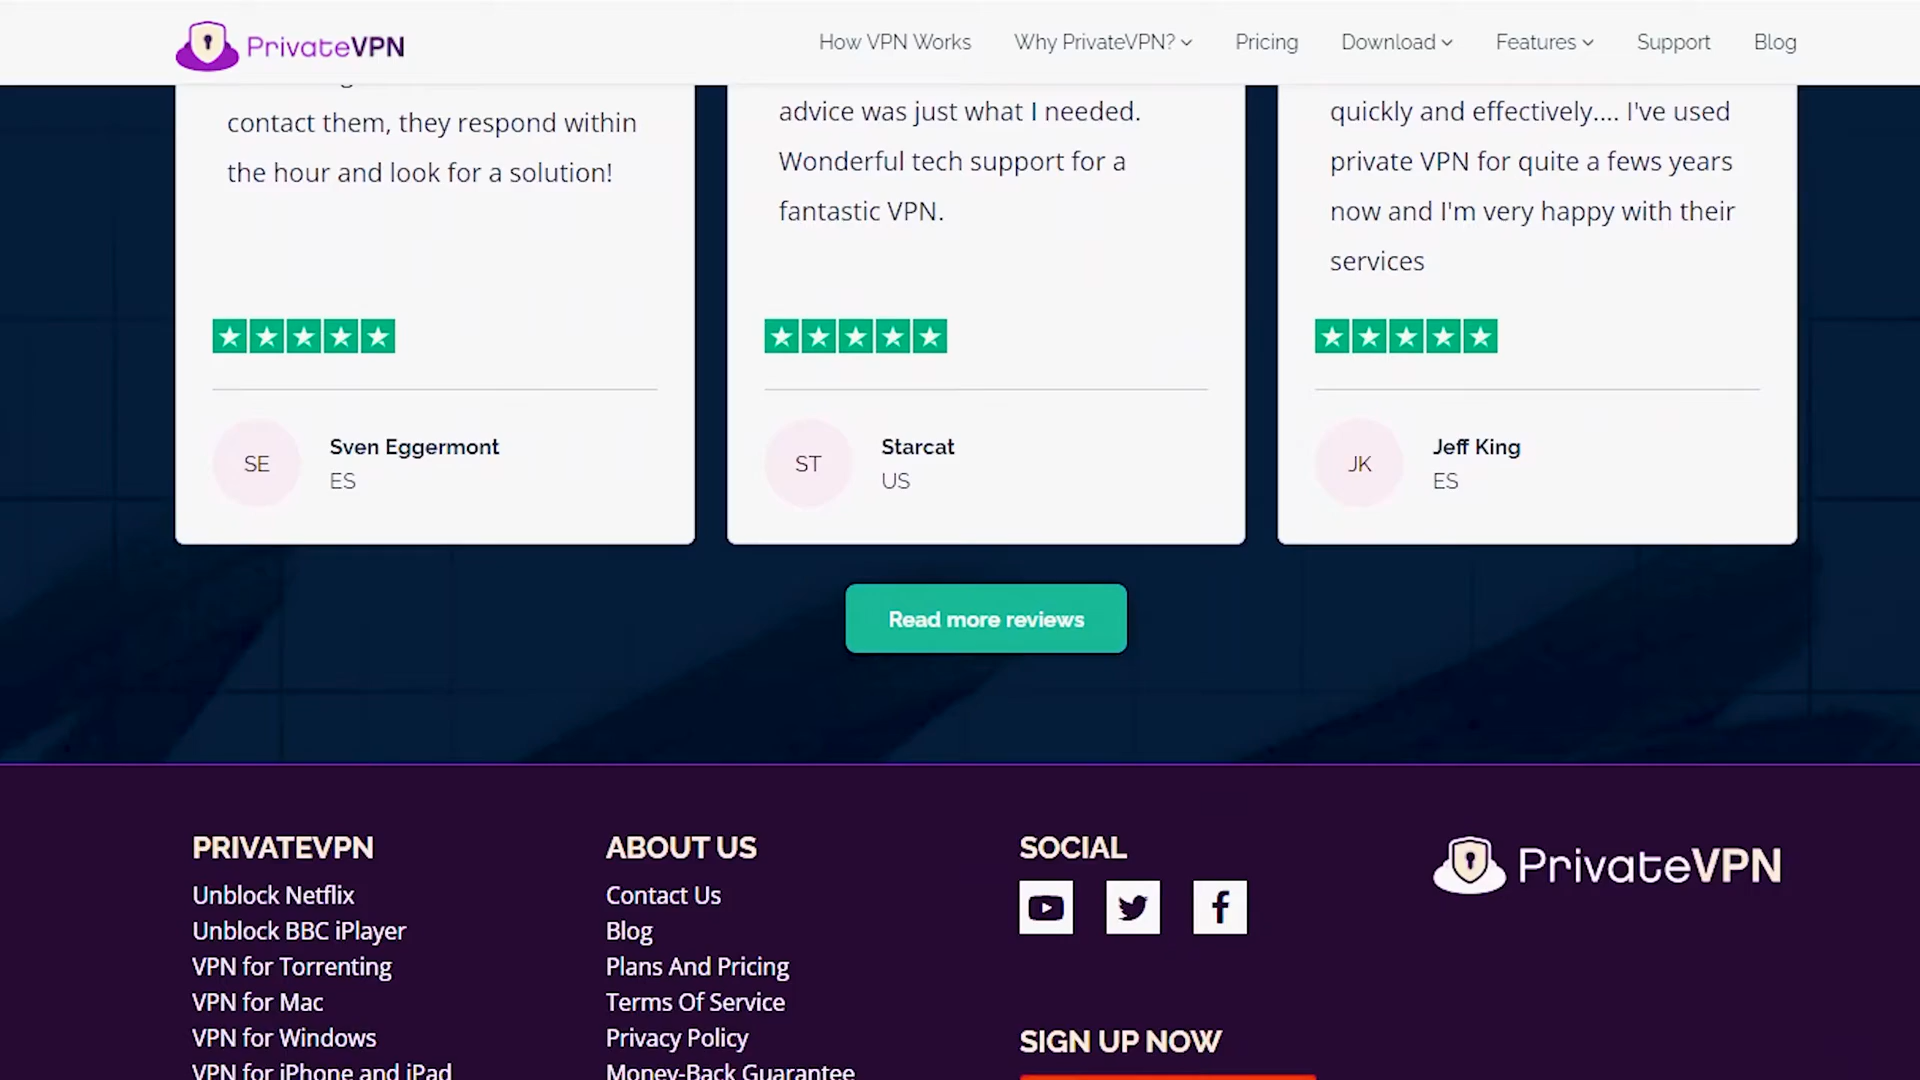 PrivateVPN
How VPN Works
Why PrivateVPN?
Pricing
Download
Features
Support
Blog
contact them, they respond within
the hour and look for a solution!
SE
Sven Eggermont
ES
advice was just what I needed.
Wonderful tech support for a
fantastic VPN.
ST
Starcat
US
quickly and effectively.... I've used
private VPN for quite a fews years
now and I'm very happy with their
services
JK
Jeff King
ES
Read more reviews
PRIVATEVPN
Unblock Netflix
Unblock BBC iPlayer
VPN for Torrenting
VPN for Mac
VPN for Windows
VPN for iPhone and iPad
ABOUT US
Contact Us
Blog
Plans And Pricing
Terms Of Service
Privacy Policy
Money-Back Guarantee
SOCIAL
SIGN UP NOW
PrivateVPN